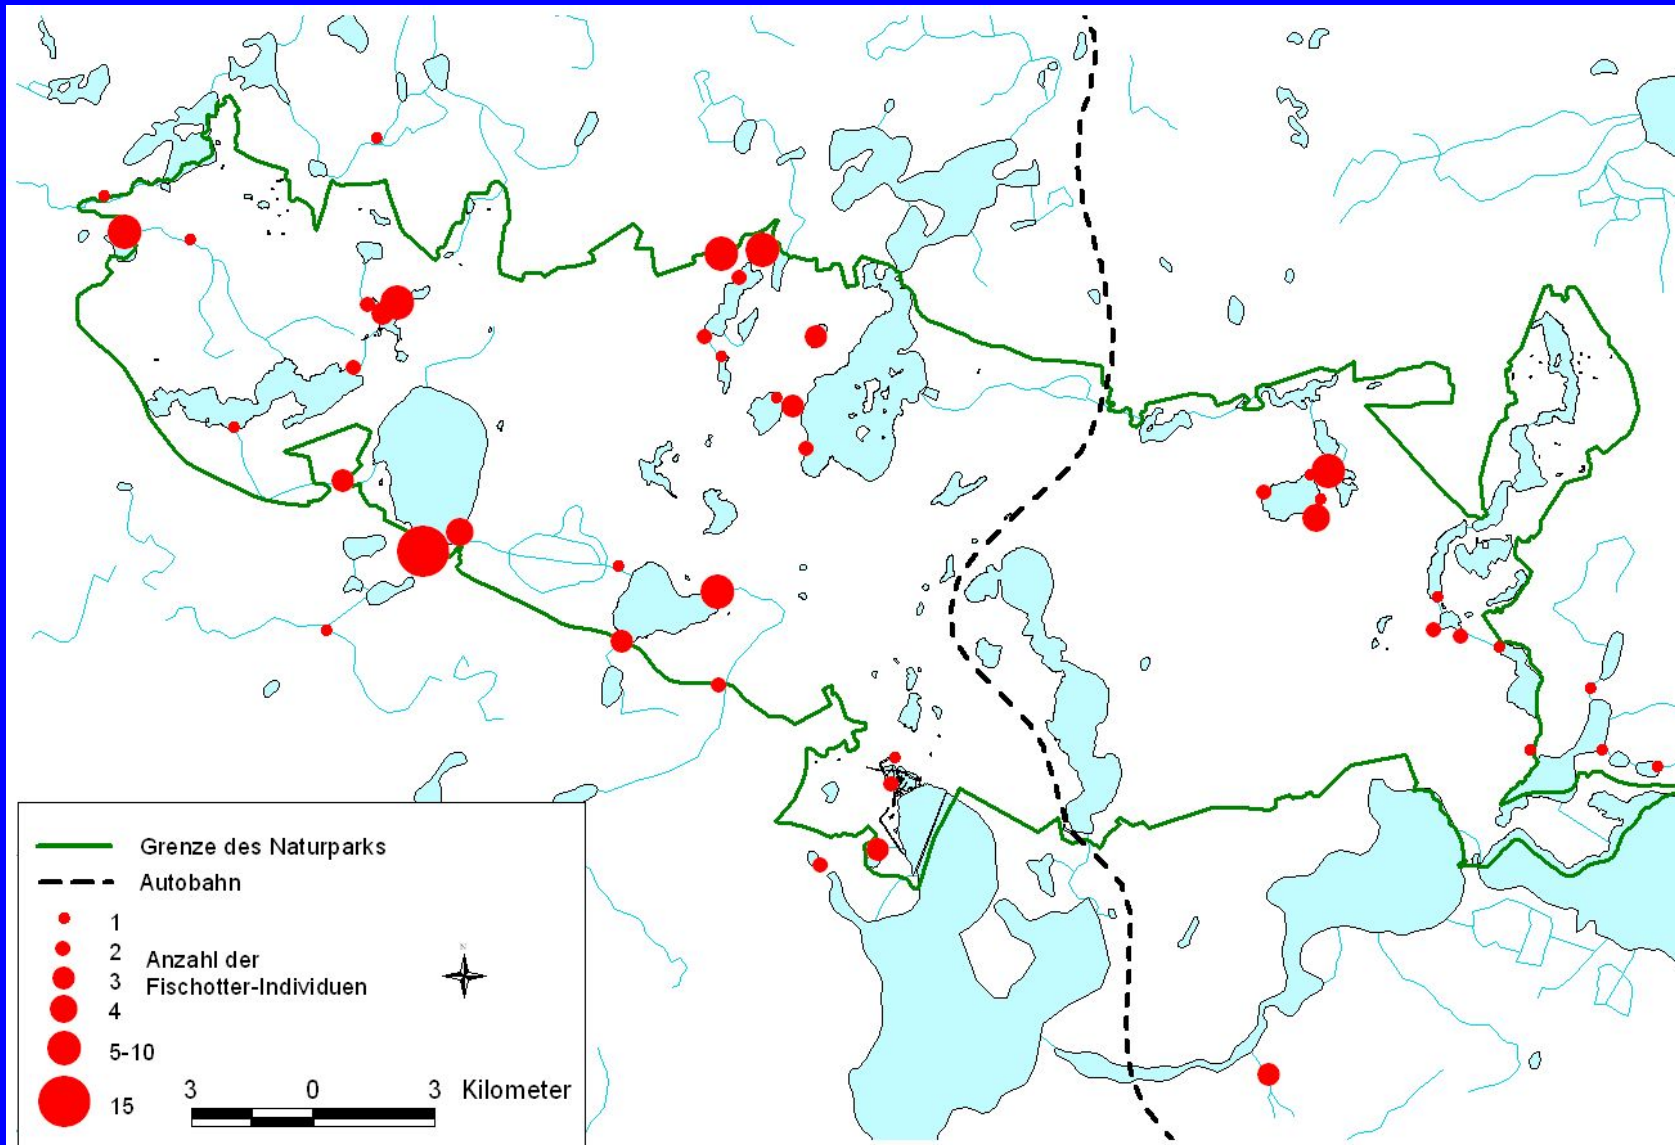 Grenze des Naturparks
Autobahn
1
2
Anzahl der
3
Fischotter-Individuen
4
5-10
15
N
3 0 3 Kilometer